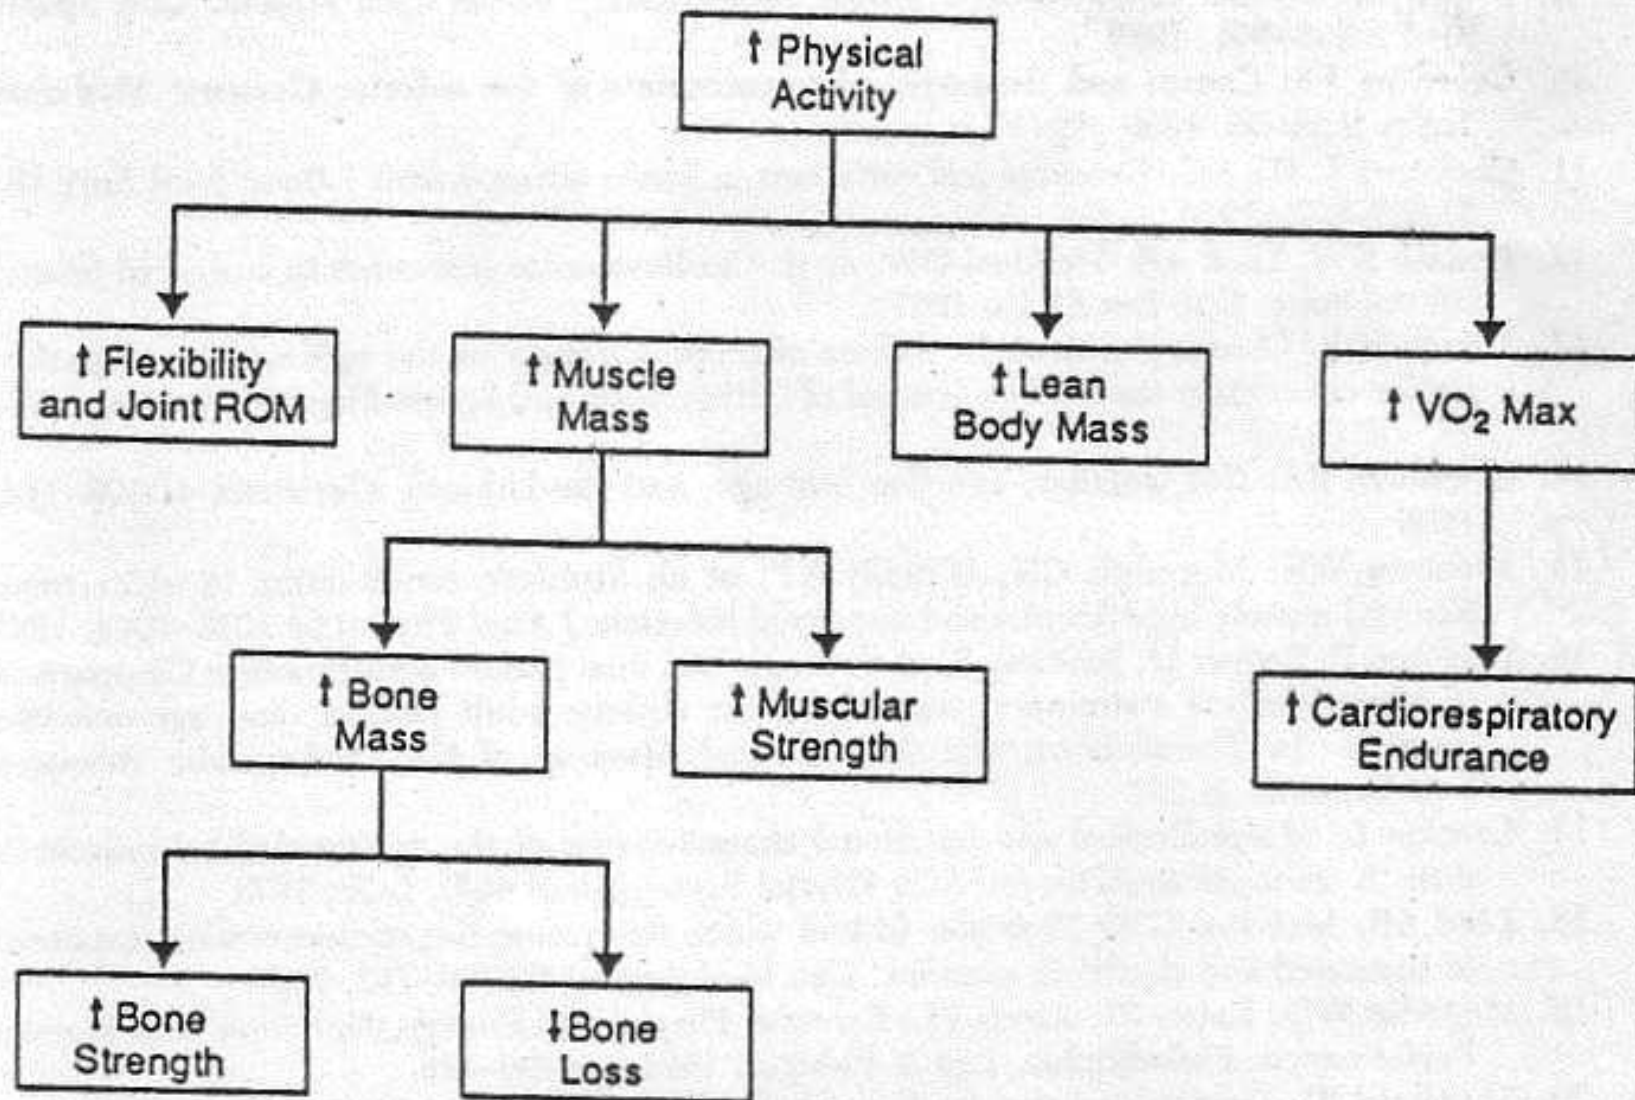 ↑ Physical
Activity
↑ Flexibility
and Joint ROM
↑ Muscle
Mass
↑ Lean
Body Mass
↑ VO₂ Max
↑ Bone
Mass
↑ Muscular
Strength
↑ Cardiorespiratory
Endurance
↑ Bone
Strength
↓Bone
Loss